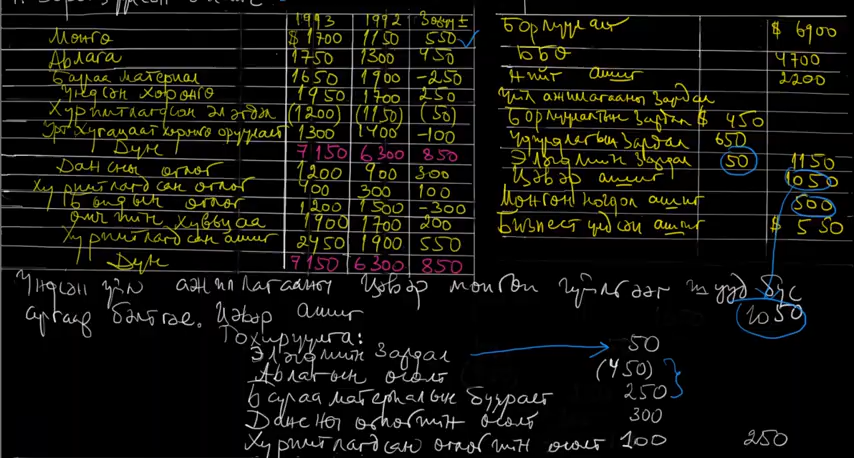 1993 1992 Зөрүү ±
Мөнгө $ 1700 1150 550
Авлага 1750 1300 450
Бараа материал 1650 1900 -250
Үндсэн хөрөнгө 1950 1700 250
Хуримтлагдсан элэгдэл (1200) (1150) (50)
Урт хугацаат хөрөнгө оруулалт 1300 1400 -100
Дүн 7150 6300 850
Дансны өглөг 1200 900 300
Хуримтлагдсан өглөг 400 300 100
Бондын өглөг 1200 1500 -300
Энгийн хувьцаа 1900 1700 200
Хуримтлагдсан ашиг 2450 1900 550
Дүн 7150 6300 850
Борлуулалт $ 6900
ББӨ 4700
Нийт ашиг 2200
Үйл ажиллагааны зардал
Борлуулалтын зардал $ 450
Удирдлагын зардал 650
Элэгдлийн зардал 50 1150
Цэвэр ашиг 1050
Мөнгөн ногдол ашиг 500
Бизнест үлдсэн ашиг $ 550
Үндсэн үйл ажиллагааны цэвэр мөнгөн гүйлгээг шууд бус
аргаар бэлтгэе. Цэвэр ашиг 1050
Тохируулга:
Элэгдлийн зардал 50
Авлагын өсөлт (450)
Бараа материалын бууралт 250
Дансны өглөгийн өсөлт 300
Хуримтлагдсан өглөгийн өсөлт 100 250